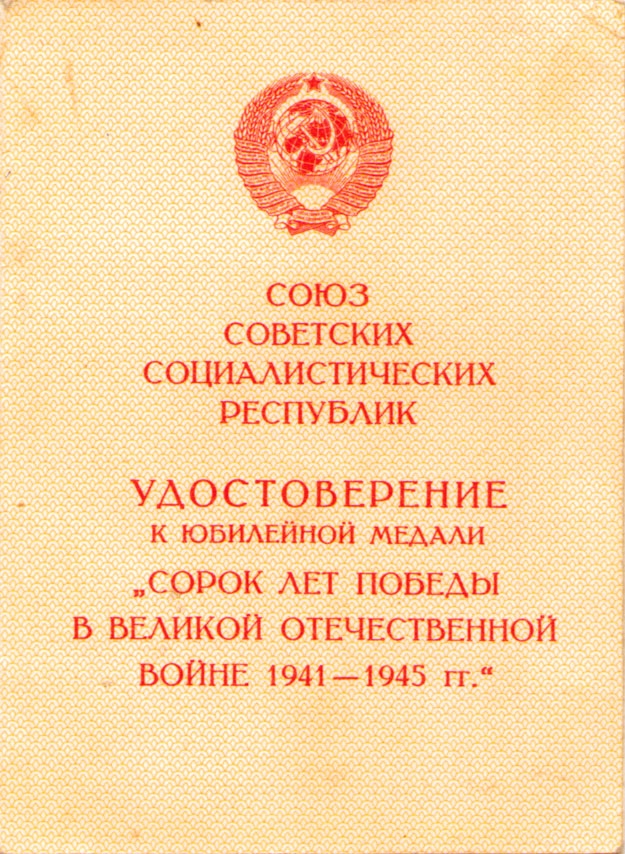 СОЮЗ
СОВЕТСКИХ
СОЦИАЛИСТИЧЕСКИХ
РЕСПУБЛИК
УДОСТОВЕРЕНИЕ
К ЮБИЛЕЙНОЙ МЕДАЛИ
„СОРОК ЛЕТ ПОБЕДЫ
В ВЕЛИКОЙ ОТЕЧЕСТВЕННОЙ
ВОЙНЕ 1941—1945 гг.“